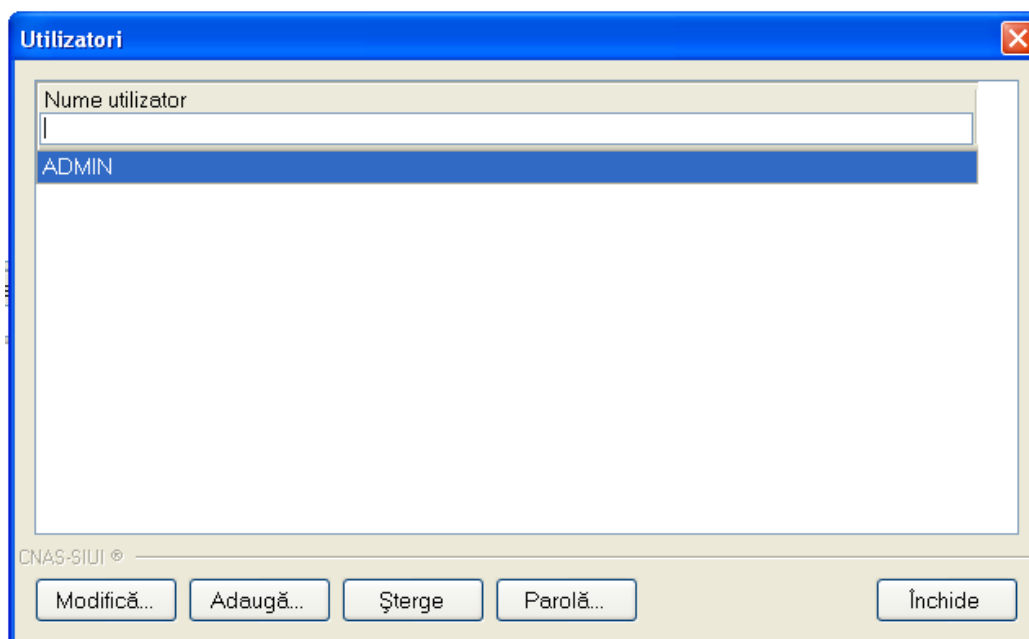 Utilizatori
Nume utilizator
ADMIN
CNAS-SIUI ®
Modifică... Adaugă... Şterge Parolă... Închide